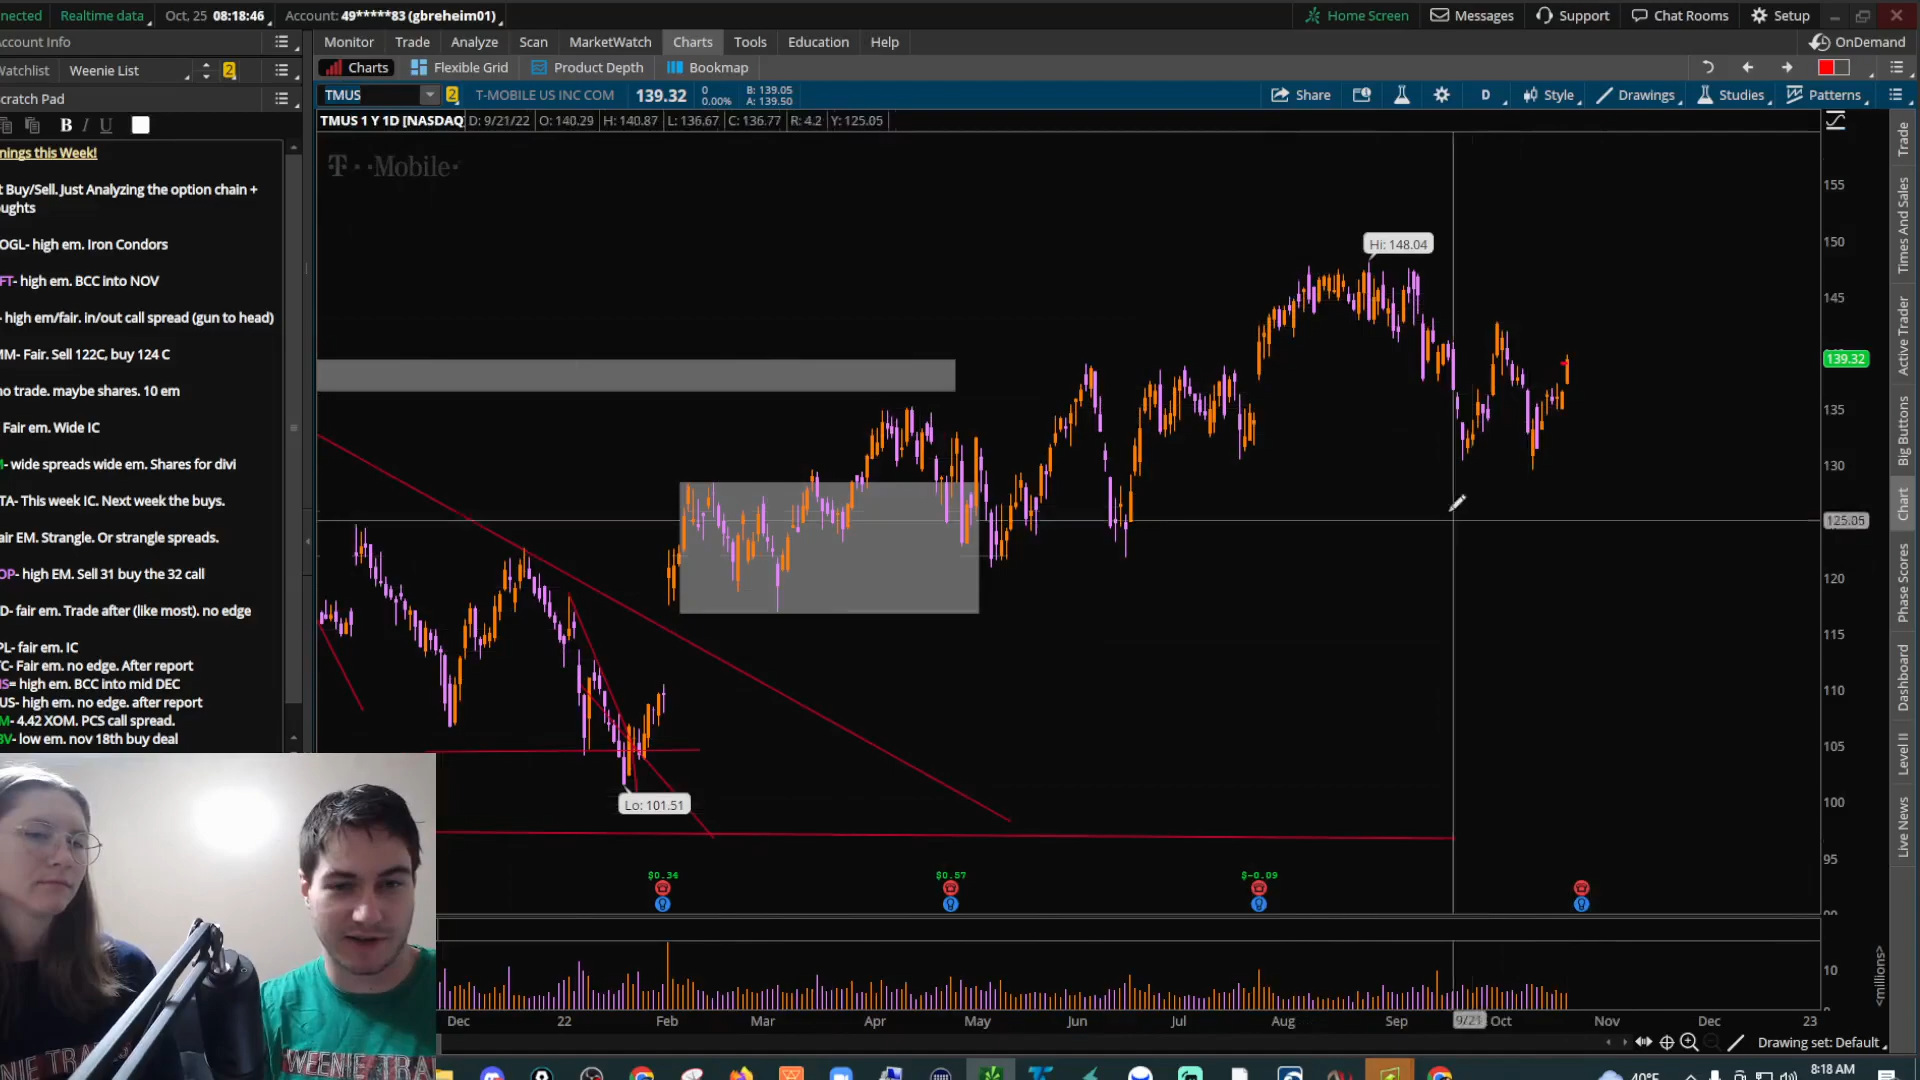 nected Realtime data Oct, 25 08:18:46 Account: 49*****83 (gbreheim01) Home Screen Messages Support Chat Rooms Setup
ccount Info
Monitor Trade Analyze Scan MarketWatch Charts Tools Education Help OnDemand
atchlist Weenie List 2
Charts Flexible Grid Product Depth Bookmap
cratch Pad
TMUS 2 T-MOBILE US INC COM 139.32 0 0.00% B: 139.05 A: 139.50 Share D Style Drawings Studies Patterns
B I U
TMUS 1 Y 1D [NASDAQ] D: 9/21/22 O: 140.29 H: 140.87 L: 136.67 C: 136.77 R: 4.2 Y: 125.05
nings this Week!
t Buy/Sell. Just Analyzing the option chain +
oughts
OGL- high em. Iron Condors
FT- high em. BCC into NOV
- high em/fair. in/out call spread (gun to head)
MM- Fair. Sell 122C, buy 124 C
no trade. maybe shares. 10 em
Fair em. Wide IC
- wide spreads wide em. Shares for divi
TA- This week IC. Next week the buys.
air EM. Strangle. Or strangle spreads.
OP- high EM. Sell 31 buy the 32 call
D- fair em. Trade after (like most). no edge
PL- fair em. IC
C- Fair em. no edge. After report
S= high em. BCC into mid DEC
US- high em. no edge. after report
M- 4.42 XOM. PCS call spread.
BV- low em. nov 18th buy deal
T··Mobile·
Hi: 148.04
Lo: 101.51
155
150
145
139.32
135
130
125.05
120
115
110
105
100
95
$0.34 $0.57 $-0.09
10
<millions>
Dec 22 Feb Mar Apr May Jun Jul Aug Sep 9/21 Oct Nov Dec 23
Drawing set: Default
Trade
Times And Sales
Active Trader
Big Buttons
Chart
Phase Scores
Dashboard
Level II
Live News
WEENIE TRA
40°F 8:18 AM